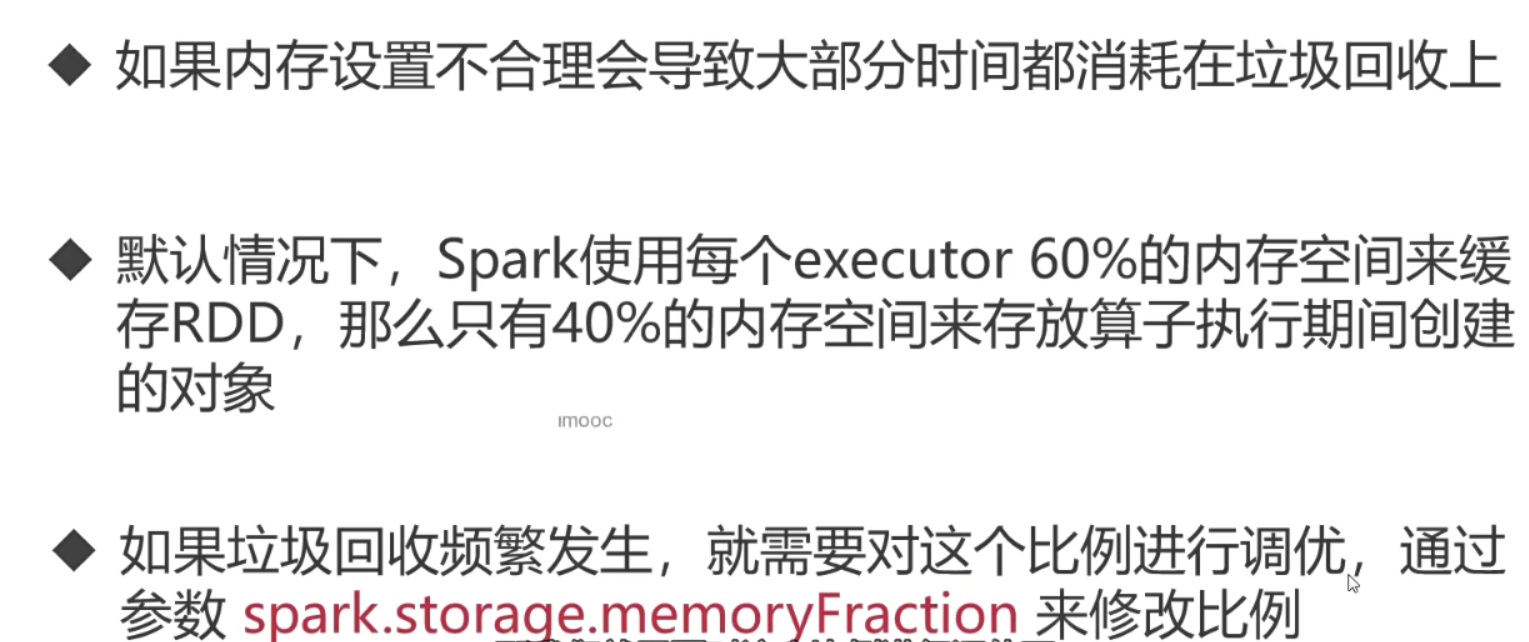 ◆ 如果内存设置不合理会导致大部分时间都消耗在垃圾回收上
◆ 默认情况下，Spark使用每个executor 60%的内存空间来缓
存RDD，那么只有40%的内存空间来存放算子执行期间创建
的对象
imooc
◆ 如果垃圾回收频繁发生，就需要对这个比例进行调优，通过
参数 spark.storage.memoryFraction 来修改比例